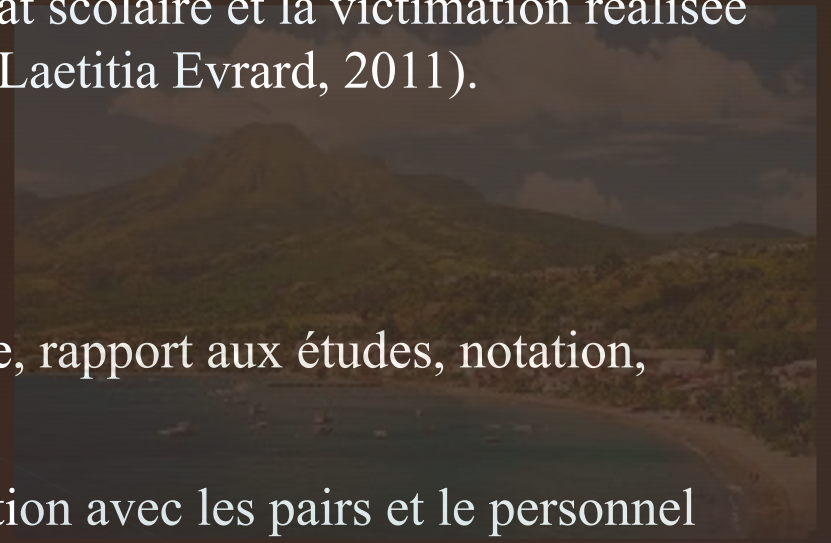 at scolaire et la victimation réalisée
Laetitia Evrard, 2011).
e, rapport aux études, notation,
tion avec les pairs et le personnel